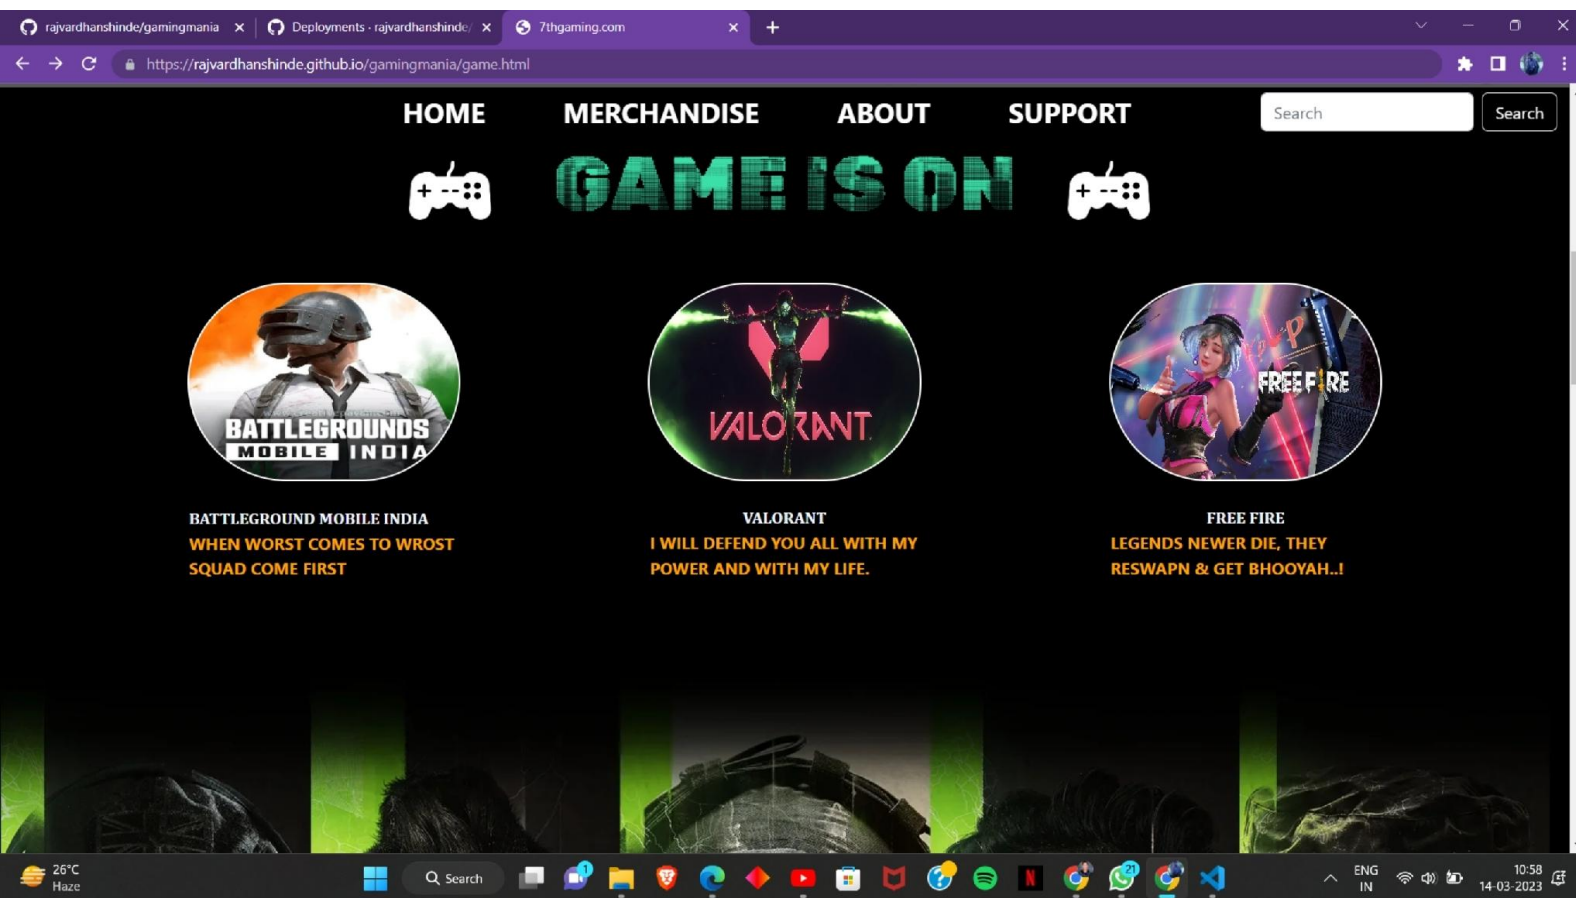 rajvardhanshinde/gamingmania
Deployments · rajvardhanshinde/
7thgaming.com
https://rajvardhanshinde.github.io/gamingmania/game.html
HOME MERCHANDISE ABOUT SUPPORT Search Search
GAME IS ON
BATTLEGROUNDS
MOBILE INDIA
VALORANT
FREE FIRE
BATTLEGROUND MOBILE INDIA
WHEN WORST COMES TO WROST
SQUAD COME FIRST
VALORANT
I WILL DEFEND YOU ALL WITH MY
POWER AND WITH MY LIFE.
FREE FIRE
LEGENDS NEWER DIE, THEY
RESWAPN & GET BHOOYAH..!
26°C
Haze
Search
1
21
ENG
IN
10:58
14-03-2023